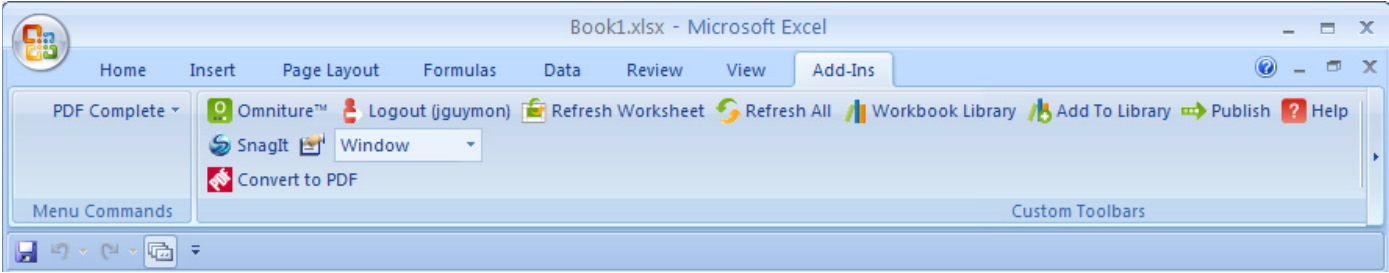 Book1.xlsx - Microsoft Excel
Home Insert Page Layout Formulas Data Review View Add-Ins
PDF Complete Omniture™ Logout (jguymon) Refresh Worksheet Refresh All Workbook Library Add To Library Publish ? Help
SnagIt Window
Convert to PDF
Menu Commands Custom Toolbars